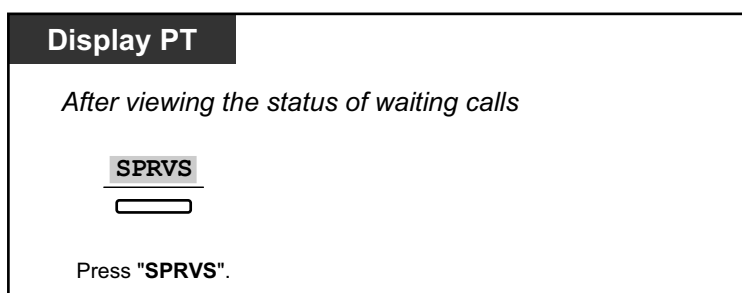 Display PT
After viewing the status of waiting calls
SPRVS
Press "SPRVS".